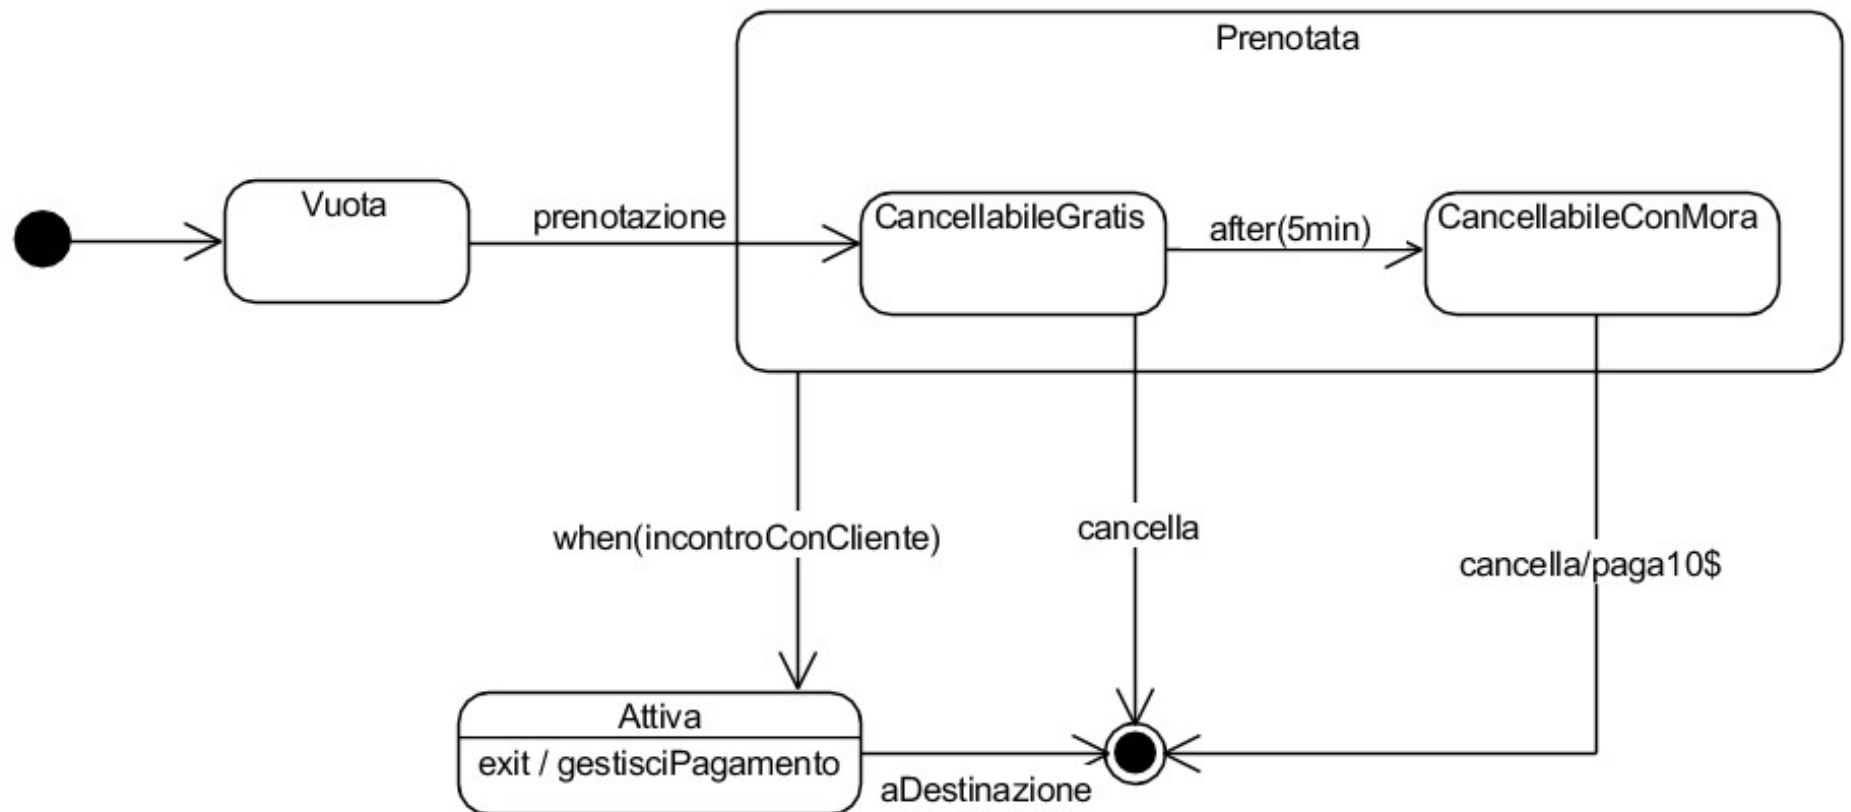 Prenotata
Vuota
prenotazione
CancellabileGratis
after(5min)
CancellabileConMora
when(incontroConCliente)
cancella
cancella/paga10$
Attiva
exit / gestisciPagamento
aDestinazione